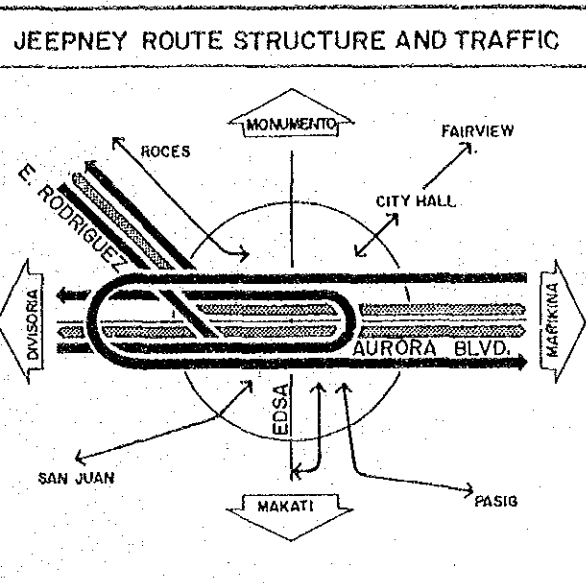 JEEPNEY ROUTE STRUCTURE AND TRAFFIC
MONUMENTO
FAIRVIEW
ROCES
CITY HALL
E. RODRIGUEZ
DIVISORIA
MARIKINA
AURORA BLVD.
EDSA
SAN JUAN
MAKATI
PASIG